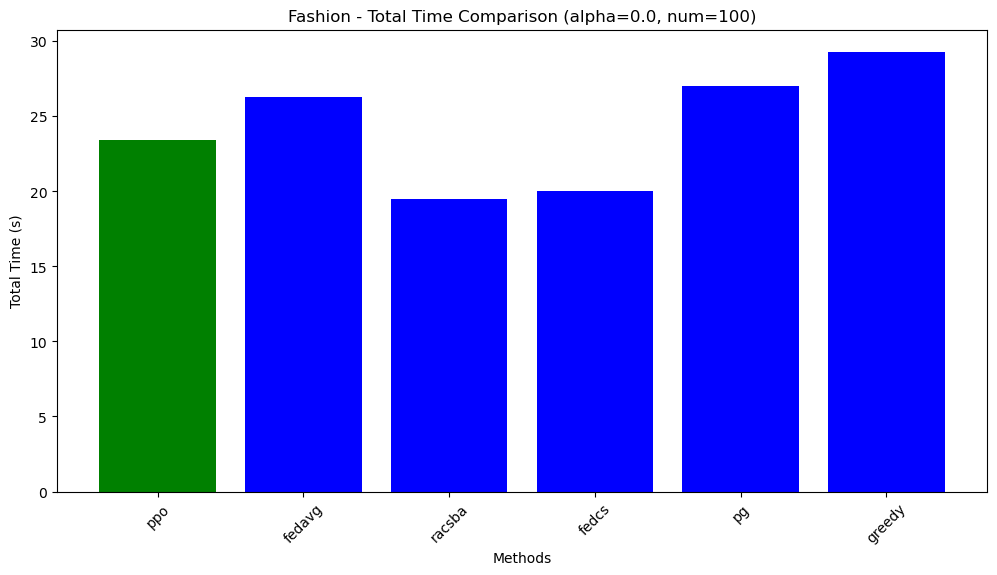 Fashion - Total Time Comparison (alpha=0.0, num=100)
Total Time (s)
30
25
20
15
10
5
0
ppo
fedavg
racsba
fedcs
pg
greedy
Methods